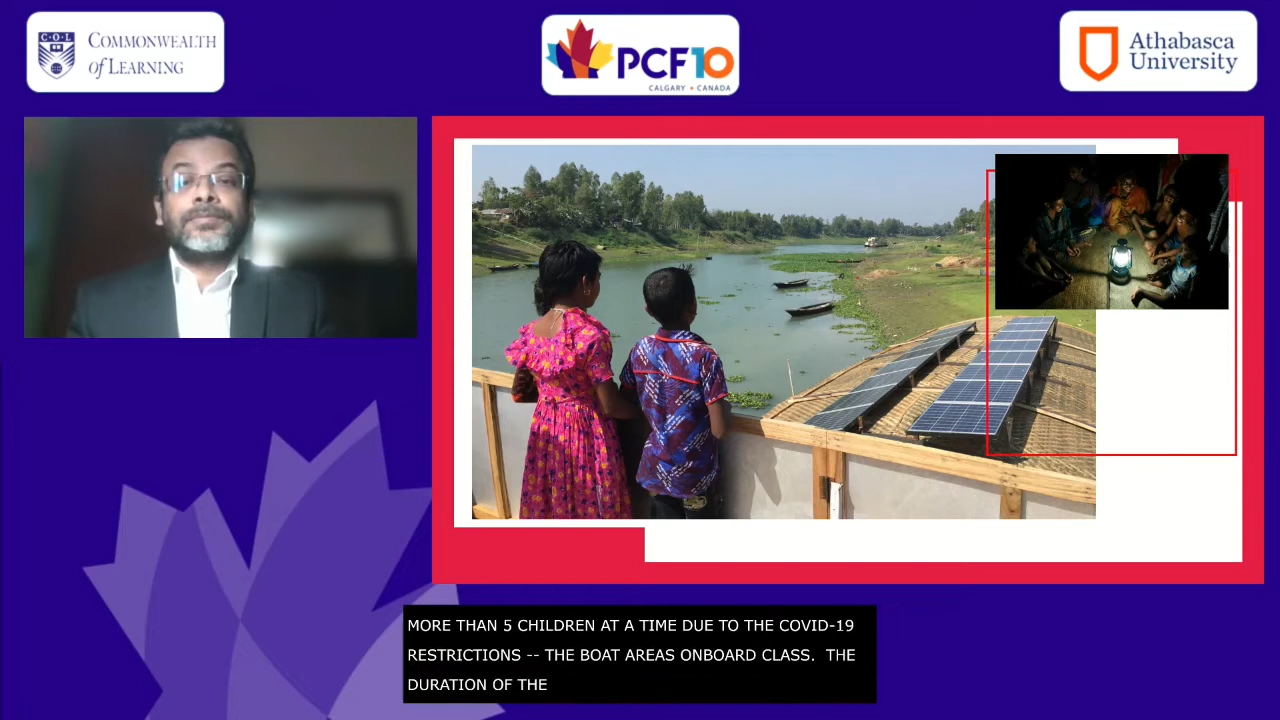 C·O·L
COMMONWEALTH
of LEARNING
PCF10
CALGARY • CANADA
Athabasca
University
MORE THAN 5 CHILDREN AT A TIME DUE TO THE COVID-19
RESTRICTIONS -- THE BOAT AREAS ONBOARD CLASS. THE
DURATION OF THE